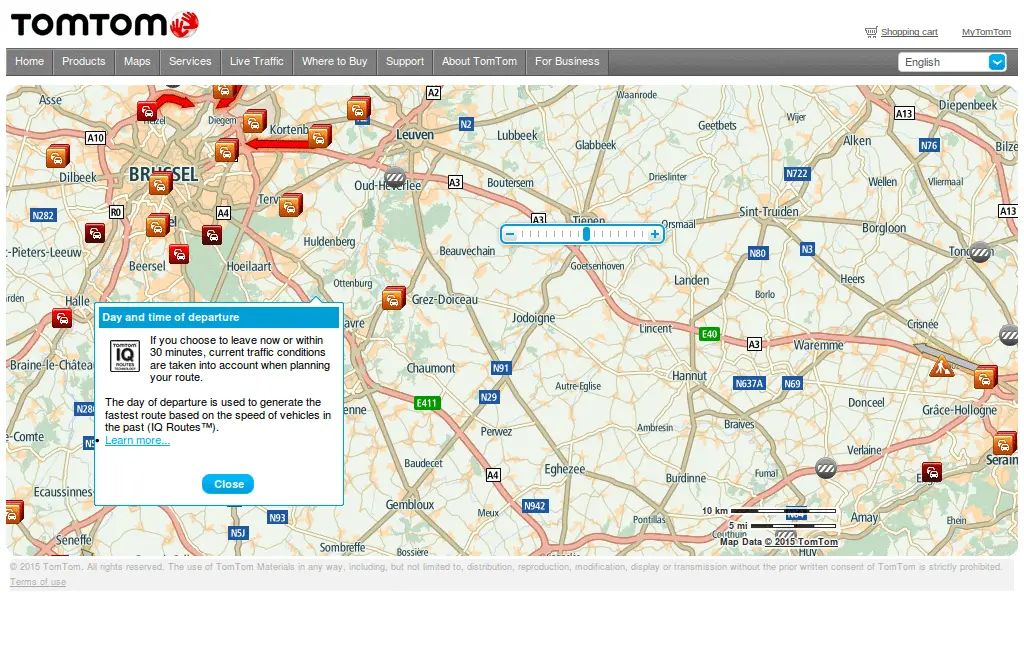 TOMTOM
Shopping cart
MyTomTom
Home
Products
Maps
Services
Live Traffic
Where to Buy
Support
About TomTom
For Business
English
Asse
A2
Waanrode
Wijer
A13
Diepenbeek
Diegem
Kortenb
N2
Geetbets
A10
Leuven
Lubbeek
Glabbeek
Alken
N76
Bilze
Dilbeek
BRUSSEL
Oud-Heverlee
A3
Boutersem
Drieslinter
N722
Wellen
Vliermaal
N282
R0
A4
Terv
A3
Tienen
Orsmaal
Sint-Truiden
Borgloon
A13
-Pieters-Leeuw
Huldenberg
Beauvechain
N80
N3
Beersel
Hoeilaart
Goetsenhoven
Landen
Heers
Ottenburg
Borlo
Halle
Grez-Doiceau
Jodoigne
Lincent
E40
A3
Waremme
Crisnée
avre
Day and time of departure
TOMTOM
IQ
ROUTES
TECHNOLOGY
If you choose to leave now or within
30 minutes, current traffic conditions
are taken into account when planning
your route.
The day of departure is used to generate the
fastest route based on the speed of vehicles in
the past (IQ Routes™).
Learn more...
Close
Braine-le-Châtea
Chaumont
N91
Autre-Eglise
Hannut
N637A
N69
N29
E411
Donceel
Grâce-Hollogne
Perwez
Ambresin
Braves
e-Comte
Verlaine
Serain
Baudecet
A4
Eghezee
Burdinne
Fumal
Ecaussinnes
Gembloux
Meux
N942
N93
N5J
Pontillas
10 km
5 mi
Amay
Ehein
Seneffe
Sombreffe
Bossiere
Map Data © 2015 TomTom
© 2015 TomTom. All rights reserved. The use of TomTom Materials in any way, including, but not limited to, distribution, reproduction, modification, display or transmission without the prior written consent of TomTom is strictly prohibited.
Terms of use